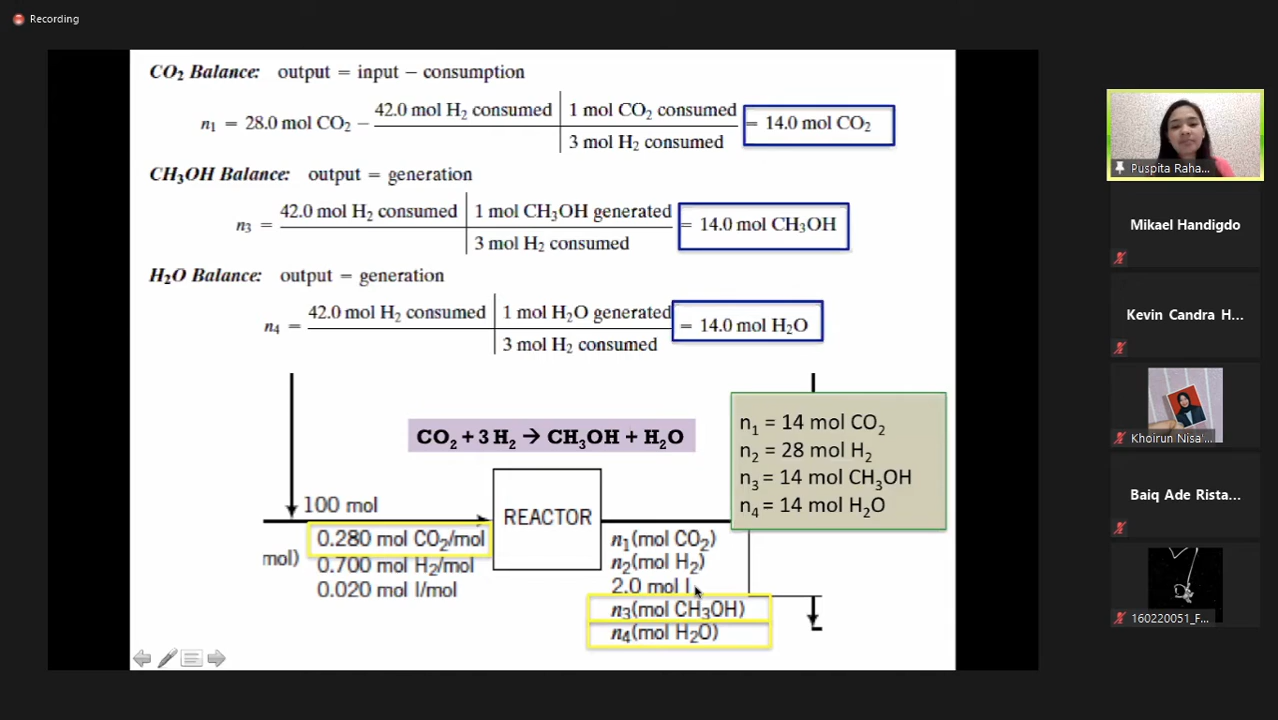 Recording
CO₂ Balance: output = input − consumption
n₁ = 28.0 mol CO₂ − 42.0 mol H₂ consumed | 1 mol CO₂ consumed = 14.0 mol CO₂
3 mol H₂ consumed
CH₃OH Balance: output = generation
n₃ = 42.0 mol H₂ consumed | 1 mol CH₃OH generated = 14.0 mol CH₃OH
3 mol H₂ consumed
H₂O Balance: output = generation
n₄ = 42.0 mol H₂ consumed | 1 mol H₂O generated = 14.0 mol H₂O
3 mol H₂ consumed
CO₂ + 3 H₂ → CH₃OH + H₂O
n₁ = 14 mol CO₂
n₂ = 28 mol H₂
n₃ = 14 mol CH₃OH
n₄ = 14 mol H₂O
100 mol
REACTOR
0.280 mol CO₂/mol
mol)
0.700 mol H₂/mol
0.020 mol I/mol
n₁(mol CO₂)
n₂(mol H₂)
2.0 mol I
n₃(mol CH₃OH)
n₄(mol H₂O)
Puspita Raha...
Mikael Handigdo
Kevin Candra H...
Khoirun Nisa'...
Baiq Ade Rista...
160220051_F...